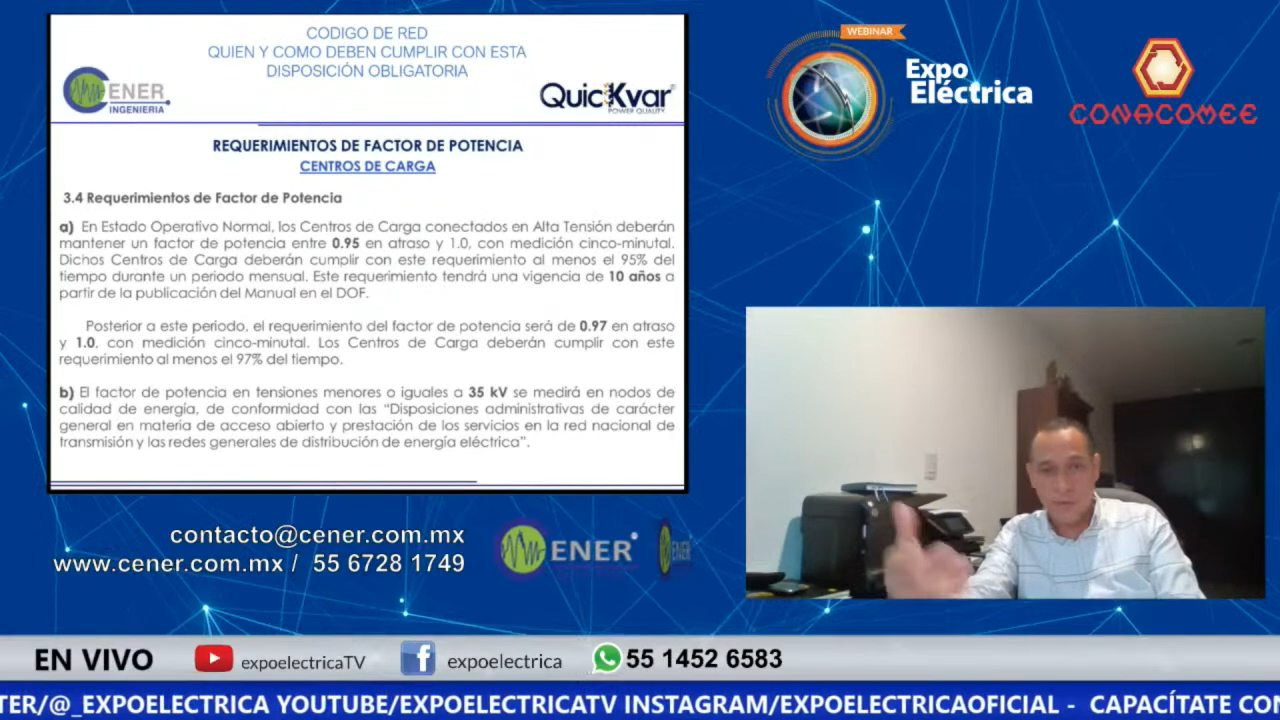 CODIGO DE RED
QUIEN Y COMO DEBEN CUMPLIR CON ESTA
DISPOSICIÓN OBLIGATORIA
CENER
INGENIERIA
QuicKvar
POWER QUALITY
REQUERIMIENTOS DE FACTOR DE POTENCIA
CENTROS DE CARGA
3.4 Requerimientos de Factor de Potencia
a) En Estado Operativo Normal, los Centros de Carga conectados en Alta Tensión deberán
mantener un factor de potencia entre 0.95 en atraso y 1.0, con medición cinco-minutal.
Dichos Centros de Carga deberán cumplir con este requerimiento al menos el 95% del
tiempo durante un periodo mensual. Este requerimiento tendrá una vigencia de 10 años a
partir de la publicación del Manual en el DOF.
Posterior a este periodo, el requerimiento del factor de potencia será de 0.97 en atraso
y 1.0, con medición cinco-minutal. Los Centros de Carga deberán cumplir con este
requerimiento al menos el 97% del tiempo.
b) El factor de potencia en tensiones menores o iguales a 35 kV se medirá en nodos de
calidad de energía, de conformidad con las “Disposiciones administrativas de carácter
general en materia de acceso abierto y prestación de los servicios en la red nacional de
transmisión y las redes generales de distribución de energía eléctrica”.
WEBINAR
Expo
Eléctrica
CONACOMEE
contacto@cener.com.mx
www.cener.com.mx / 55 6728 1749
CENER
EN VIVO
expoelectricaTV
expoelectrica
55 1452 6583
TER/@_EXPOELECTRICA YOUTUBE/EXPOELECTRICATV INSTAGRAM/EXPOELECTRICAOFICIAL - CAPACÍTATE CON